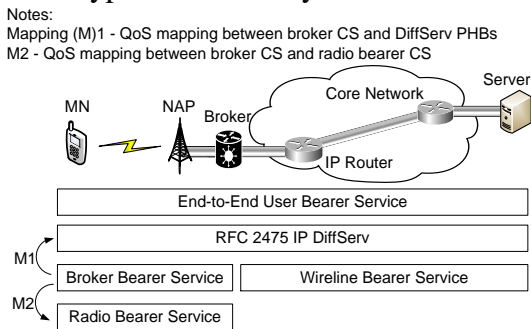 Notes:
Mapping (M)1 - QoS mapping between broker CS and DiffServ PHBs
M2 - QoS mapping between broker CS and radio bearer CS
Server
Core Network
MN
NAP
Broker
IP Router
End-to-End User Bearer Service
RFC 2475 IP DiffServ
M1
Broker Bearer Service
Wireline Bearer Service
M2
Radio Bearer Service